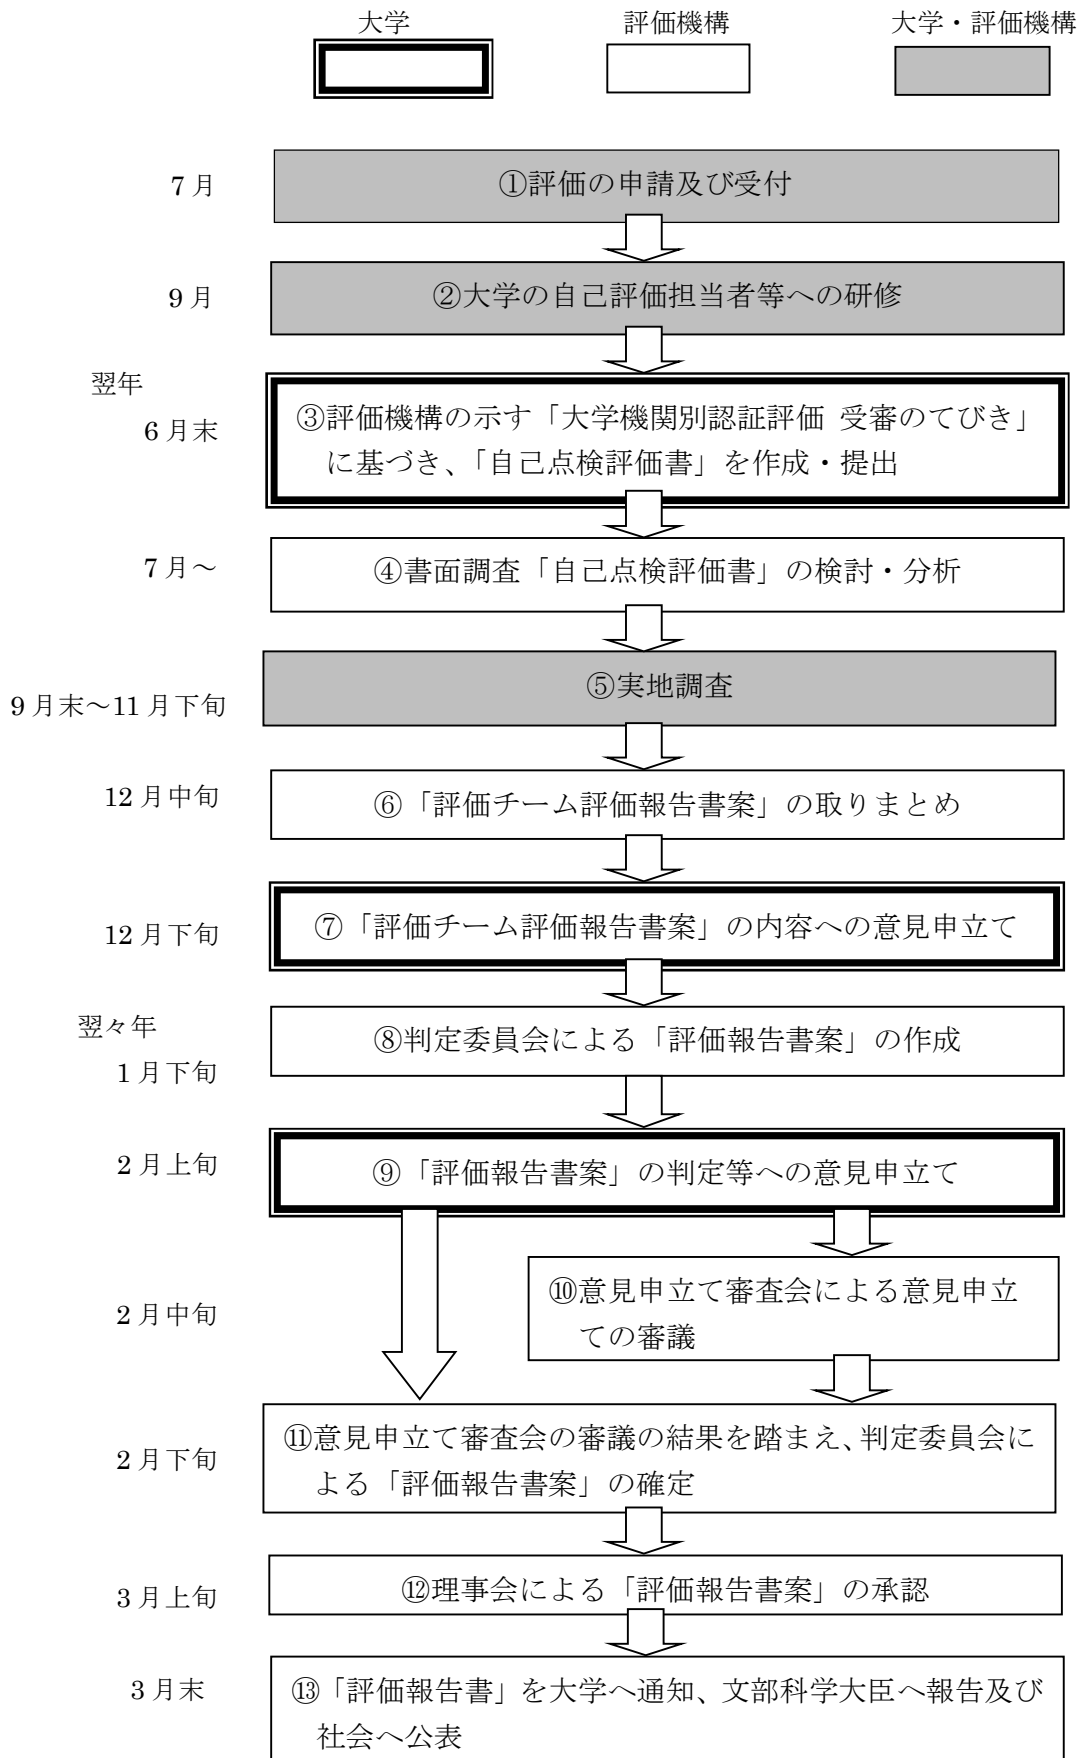 大学
評価機構
大学・評価機構
7月
①評価の申請及び受付
9月
②大学の自己評価担当者等への研修
翌年
6月末
③評価機構の示す「大学機関別認証評価 受審のてびき」
に基づき、「自己点検評価書」を作成・提出
7月～
④書面調査「自己点検評価書」の検討・分析
9月末～11月下旬
⑤実地調査
12月中旬
⑥「評価チーム評価報告書案」の取りまとめ
12月下旬
⑦「評価チーム評価報告書案」の内容への意見申立て
翌々年
1月下旬
⑧判定委員会による「評価報告書案」の作成
2月上旬
⑨「評価報告書案」の判定等への意見申立て
2月中旬
⑩意見申立て審査会による意見申立
ての審議
2月下旬
⑪意見申立て審査会の審議の結果を踏まえ、判定委員会に
よる「評価報告書案」の確定
3月上旬
⑫理事会による「評価報告書案」の承認
3月末
⑬「評価報告書」を大学へ通知、文部科学大臣へ報告及び
社会へ公表